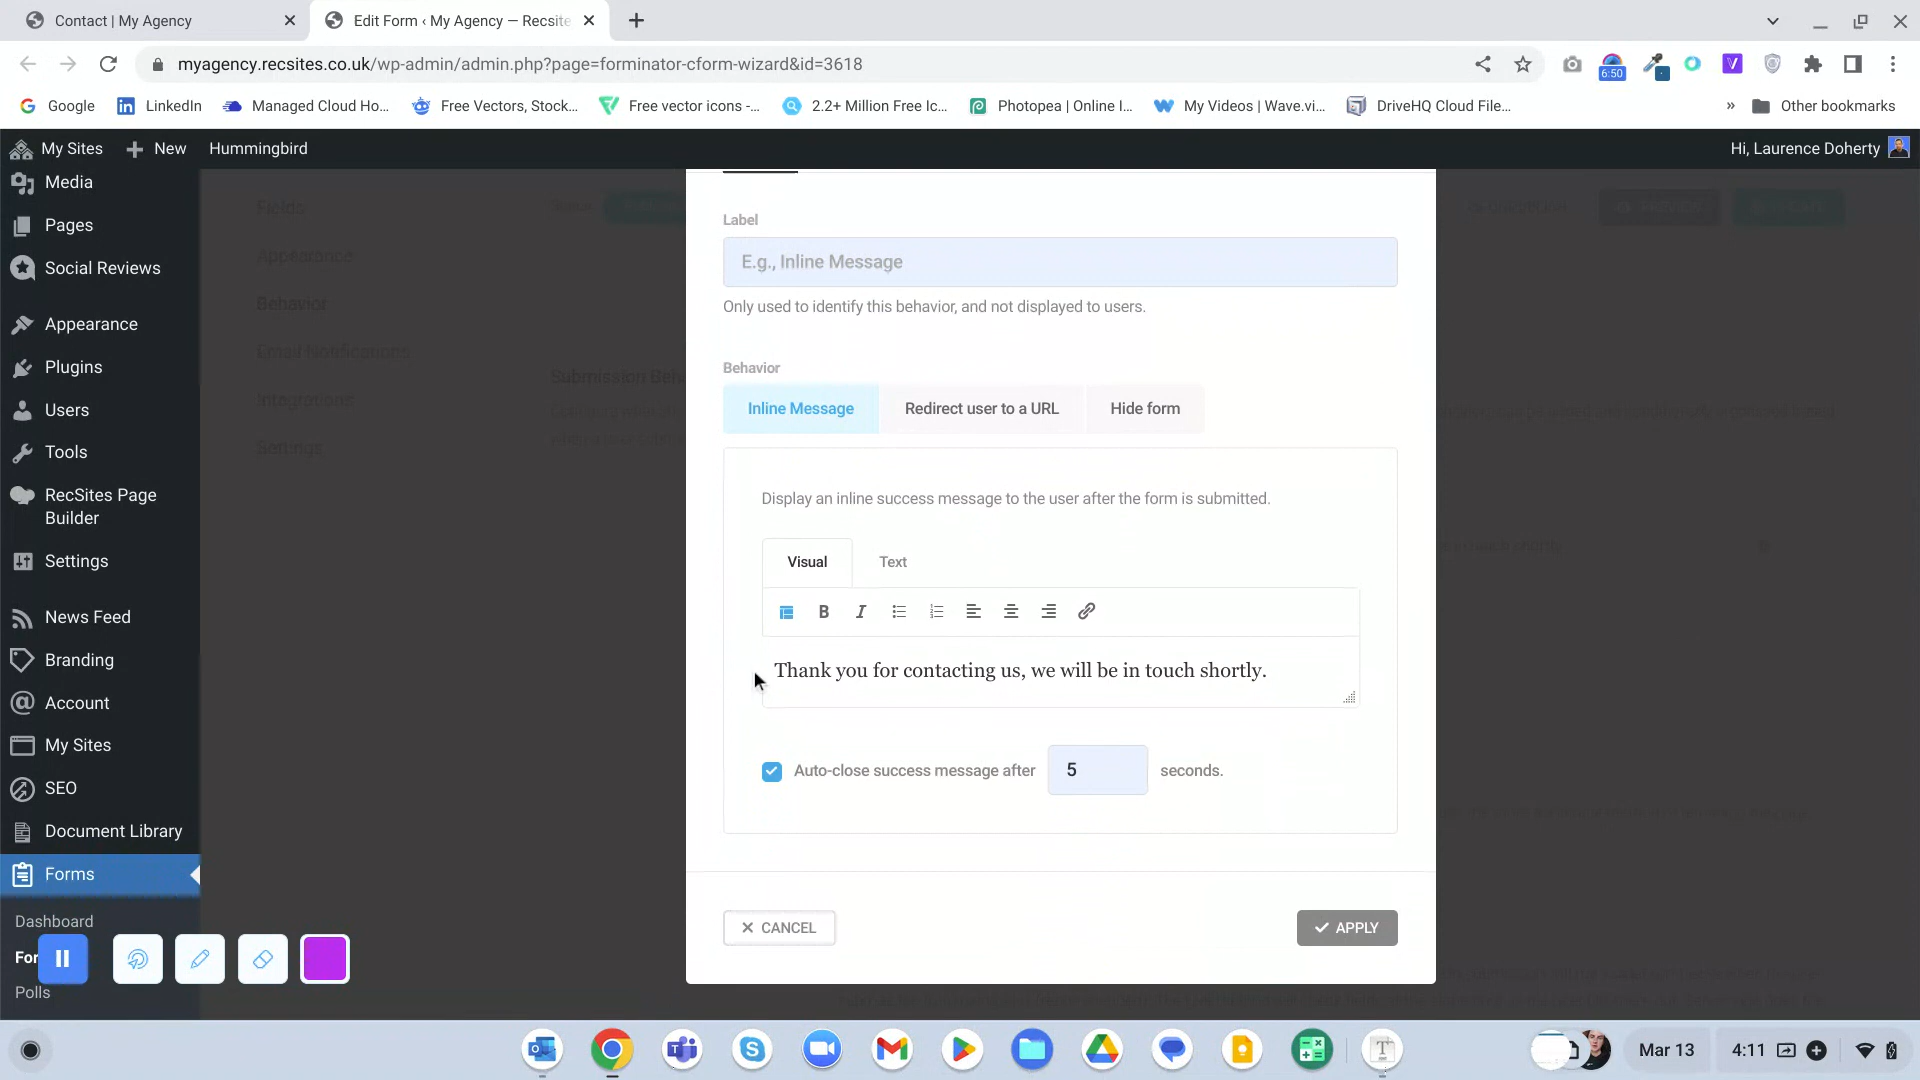 Contact | My Agency
Edit Form ‹ My Agency — Recsite
myagency.recsites.co.uk/wp-admin/admin.php?page=forminator-cform-wizard&id=3618
6:50
Google
LinkedIn
Managed Cloud Ho...
Free Vectors, Stock...
Free vector icons -...
2.2+ Million Free Ic...
Photopea | Online I...
My Videos | Wave.vi...
DriveHQ Cloud File...
»
Other bookmarks
My Sites
New
Hummingbird
Hi, Laurence Doherty
Media
Pages
Social Reviews
Appearance
Plugins
Users
Tools
RecSites Page
Builder
Settings
News Feed
Branding
Account
My Sites
SEO
Document Library
Forms
Dashboard
For
Polls
Fields
Appearance
Behavior
Email Notifications
Integrations
Settings
Submission Beha
Label
E.g., Inline Message
Only used to identify this behavior, and not displayed to users.
Behavior
Inline Message
Redirect user to a URL
Hide form
Display an inline success message to the user after the form is submitted.
Visual
Text
B
I
Thank you for contacting us, we will be in touch shortly.
Auto-close success message after
5
seconds.
CANCEL
APPLY
Mar 13
4:11